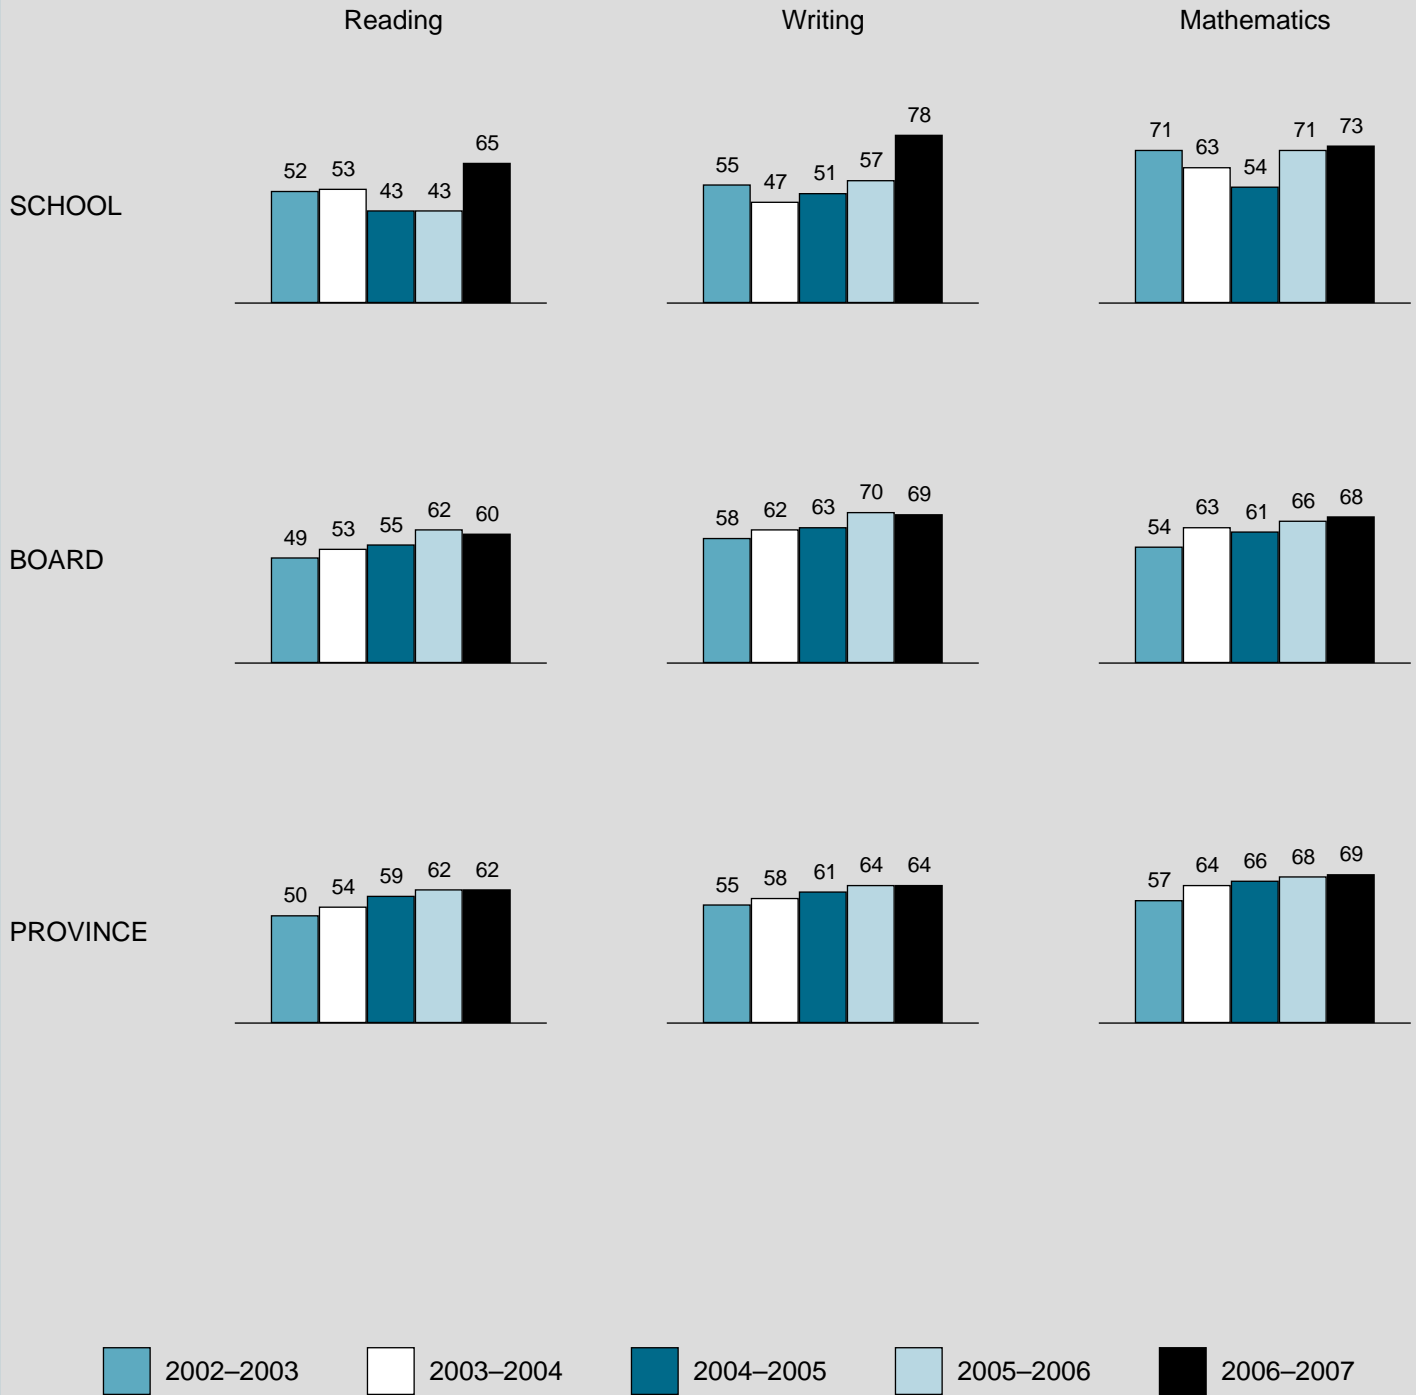 Reading Writing Mathematics
SCHOOL
52 53 43 43 65
55 47 51 57 78
71 63 54 71 73
BOARD
49 53 55 62 60
58 62 63 70 69
54 63 61 66 68
PROVINCE
50 54 59 62 62
55 58 61 64 64
57 64 66 68 69
2002–2003 2003–2004 2004–2005 2005–2006 2006–2007